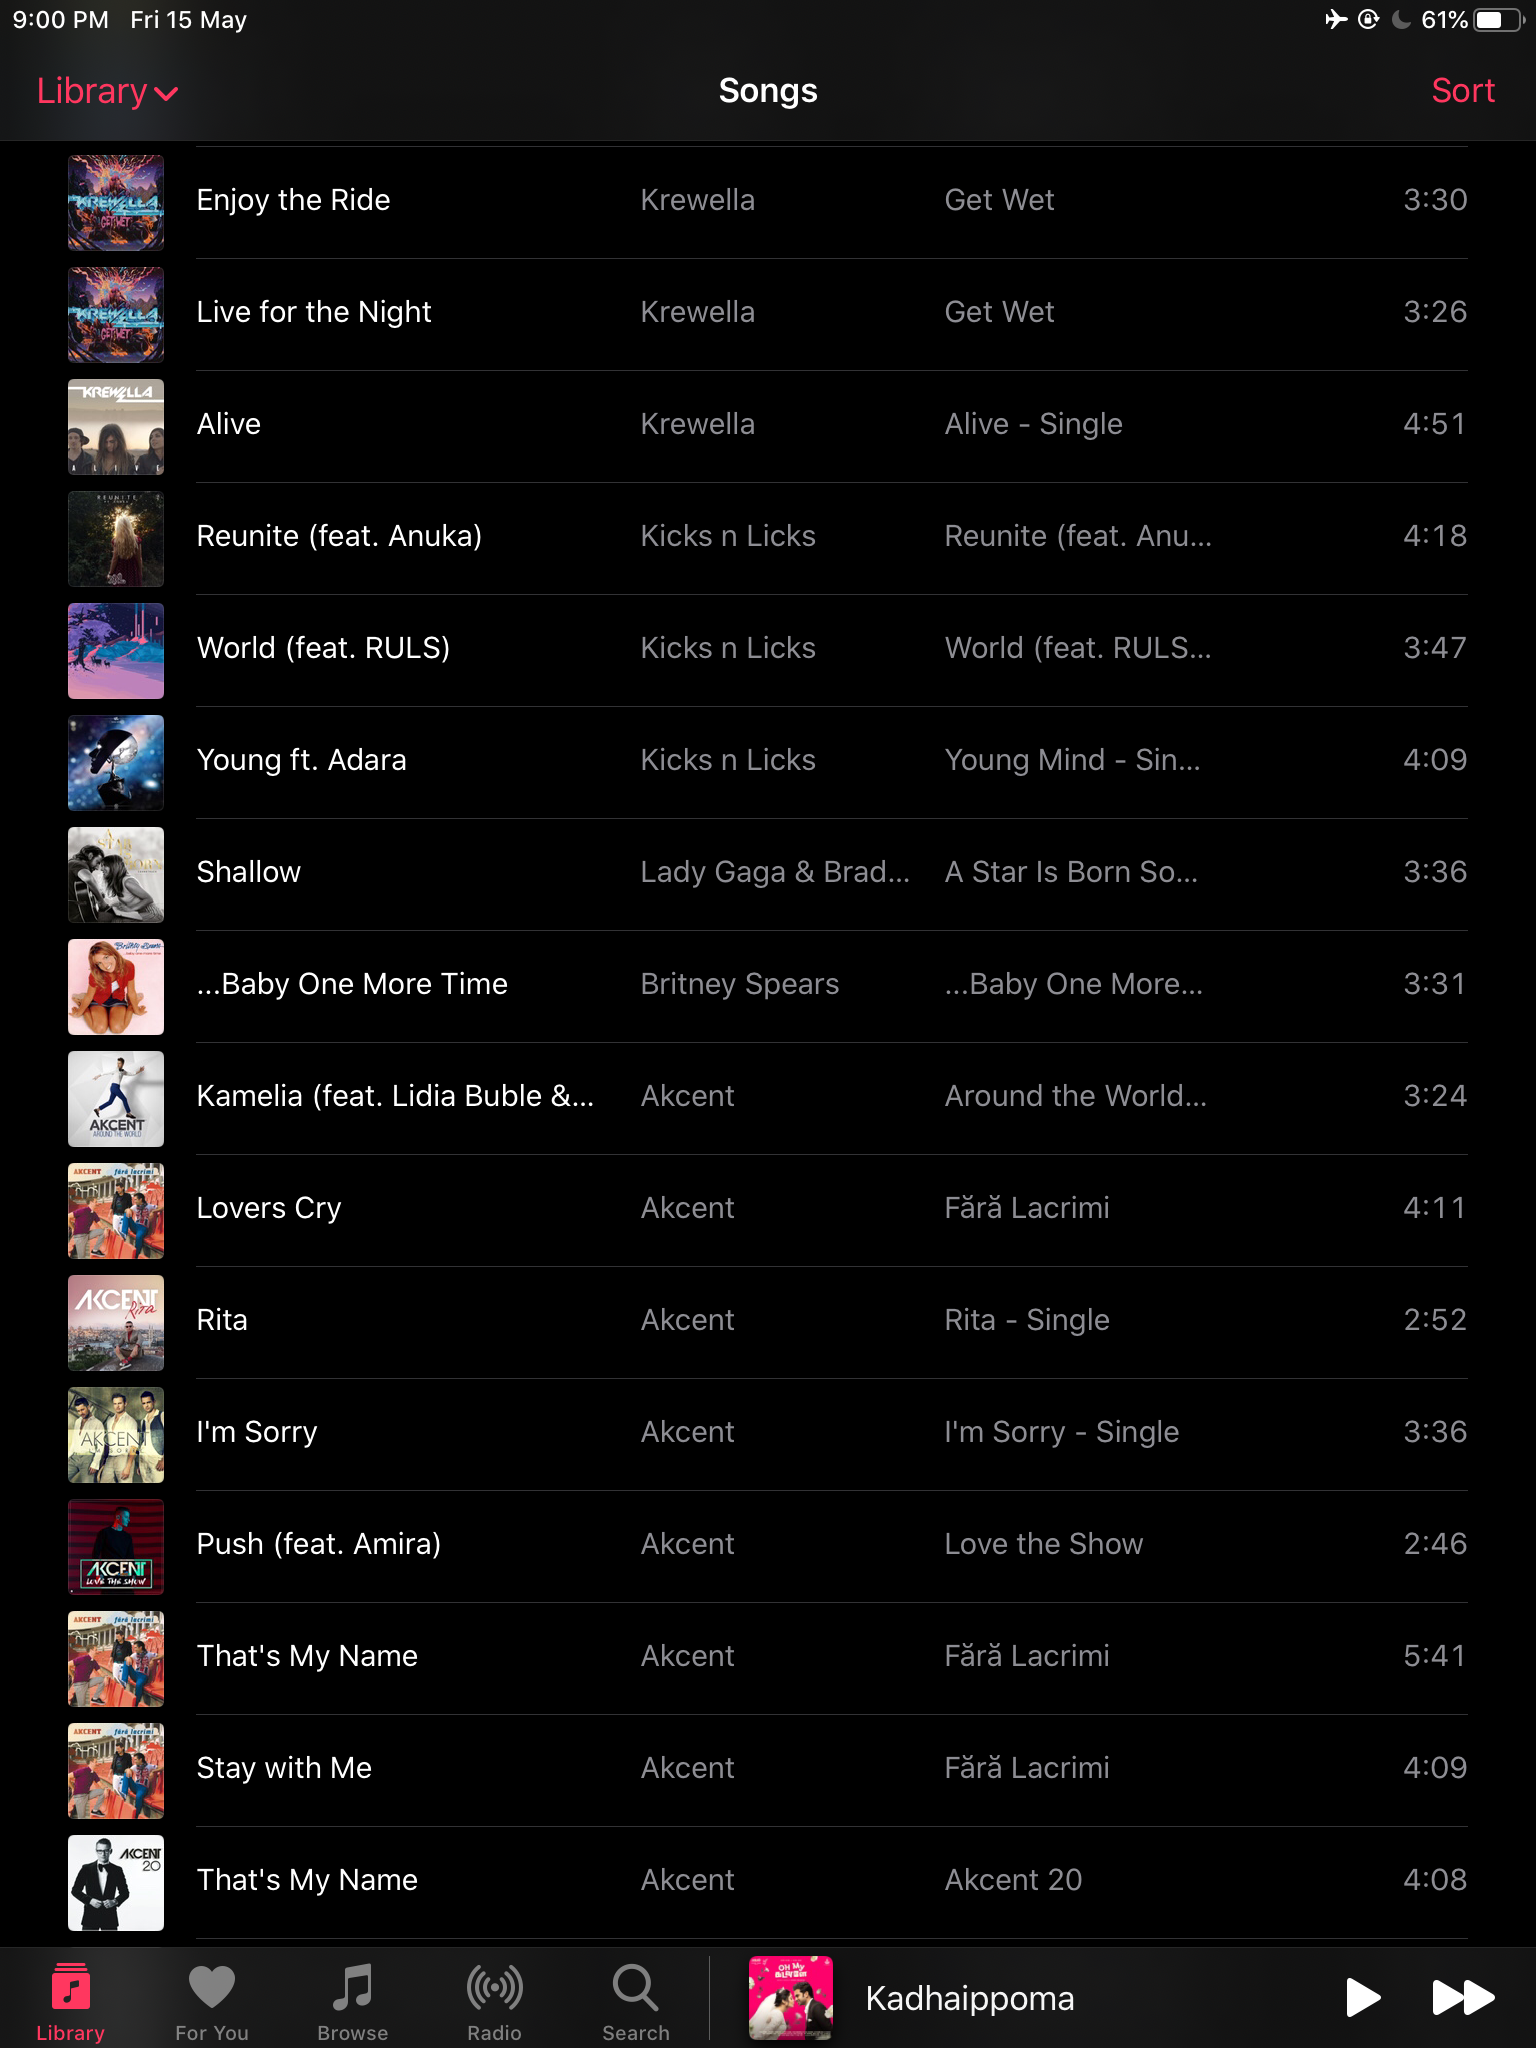 9:00 PM Fri 15 May 61%
Library Songs Sort
Enjoy the Ride Krewella Get Wet 3:30
Live for the Night Krewella Get Wet 3:26
Alive Krewella Alive - Single 4:51
Reunite (feat. Anuka) Kicks n Licks Reunite (feat. Anu... 4:18
World (feat. RULS) Kicks n Licks World (feat. RULS... 3:47
Young ft. Adara Kicks n Licks Young Mind - Sin... 4:09
Shallow Lady Gaga & Brad... A Star Is Born So... 3:36
...Baby One More Time Britney Spears ...Baby One More... 3:31
Kamelia (feat. Lidia Buble &... Akcent Around the World... 3:24
Lovers Cry Akcent Fără Lacrimi 4:11
Rita Akcent Rita - Single 2:52
I'm Sorry Akcent I'm Sorry - Single 3:36
Push (feat. Amira) Akcent Love the Show 2:46
That's My Name Akcent Fără Lacrimi 5:41
Stay with Me Akcent Fără Lacrimi 4:09
That's My Name Akcent Akcent 20 4:08
Kadhaippoma
Library For You Browse Radio Search